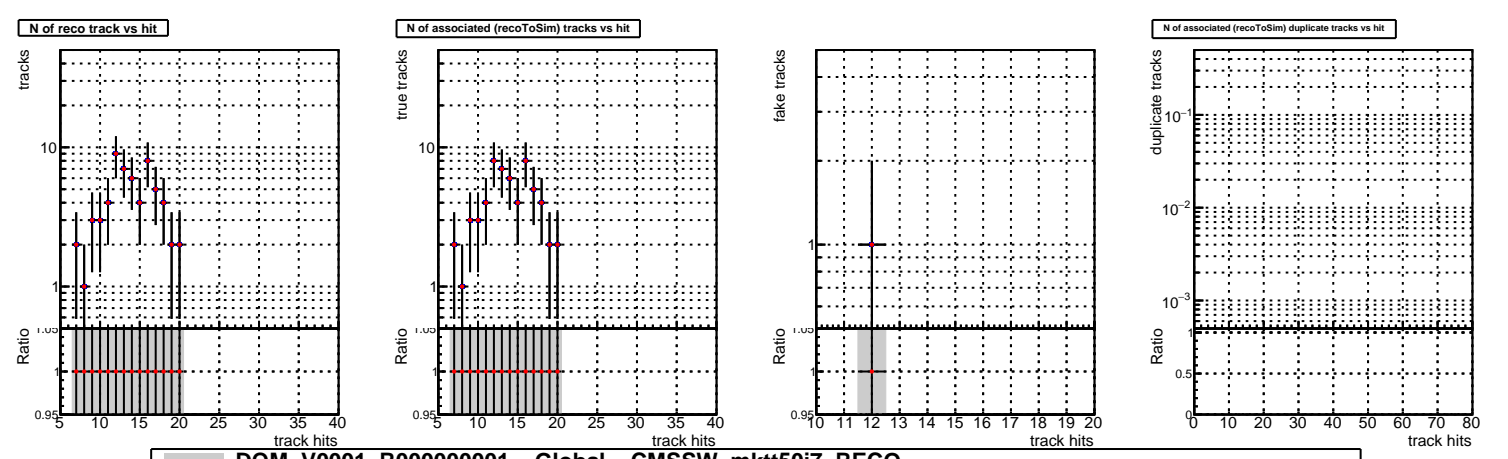 N of reco track vs hit
tracks
10
1
Ratio
1.05
1
0.95
5 10 15 20 25 30 35 40
track hits
N of associated (recoToSim) tracks vs hit
true tracks
10
1
Ratio
1.05
1
0.95
5 10 15 20 25 30 35 40
track hits
fake tracks
1
Ratio
1.05
1
0.95
10 11 12 13 14 15 16 17 18 19 20
track hits
N of associated (recoToSim) duplicate tracks vs hit
duplicate tracks
10⁻¹
10⁻²
10⁻³
Ratio
1
0.5
0
0 10 20 30 40 50 60 70 80
track hits